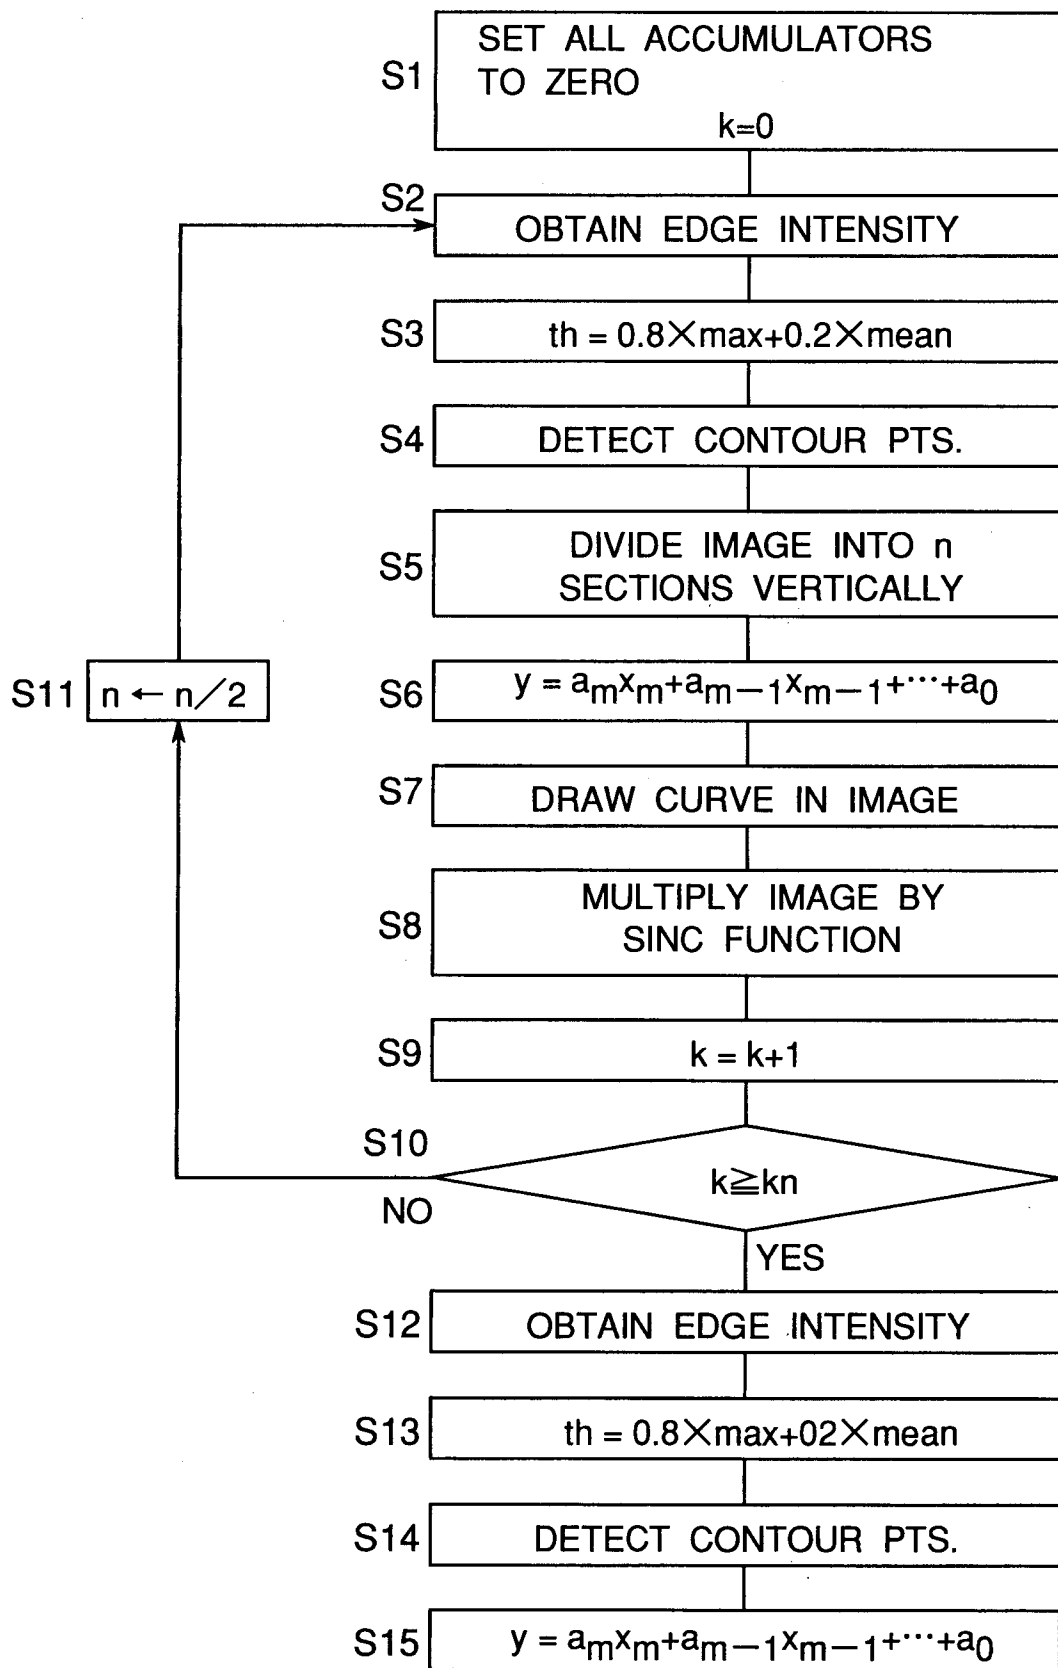 S1
SET ALL ACCUMULATORS
TO ZERO
k=0
S2
OBTAIN EDGE INTENSITY
S3
th = 0.8×max+0.2×mean
S4
DETECT CONTOUR PTS.
S5
DIVIDE IMAGE INTO n
SECTIONS VERTICALLY
S11
n ← n/2
S6
y = amxm+am−1xm−1+···+a0
S7
DRAW CURVE IN IMAGE
S8
MULTIPLY IMAGE BY
SINC FUNCTION
S9
k = k+1
S10
k≧kn
NO
YES
S12
OBTAIN EDGE INTENSITY
S13
th = 0.8×max+02×mean
S14
DETECT CONTOUR PTS.
S15
y = amxm+am−1xm−1+···+a0